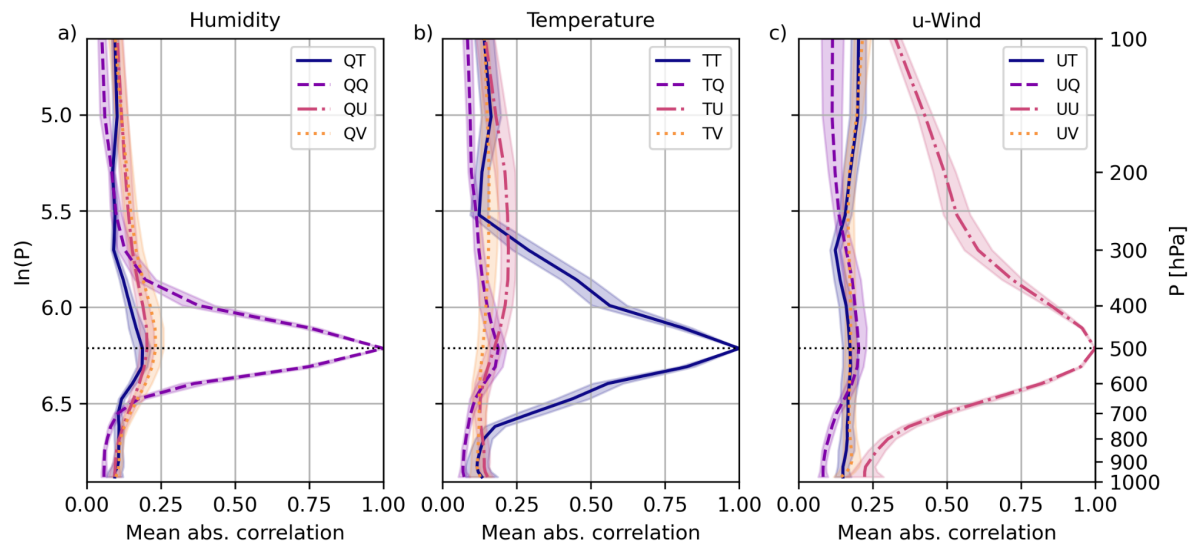 Humidity
Temperature
u-Wind
a)
b)
c)
QT
QQ
QU
QV
TT
TQ
TU
TV
UT
UQ
UU
UV
ln(P)
5.0
5.5
6.0
6.5
P [hPa]
100
200
300
400
500
600
700
800
900
1000
0.00 0.25 0.50 0.75 1.00
0.00 0.25 0.50 0.75 1.00
0.00 0.25 0.50 0.75 1.00
Mean abs. correlation
Mean abs. correlation
Mean abs. correlation